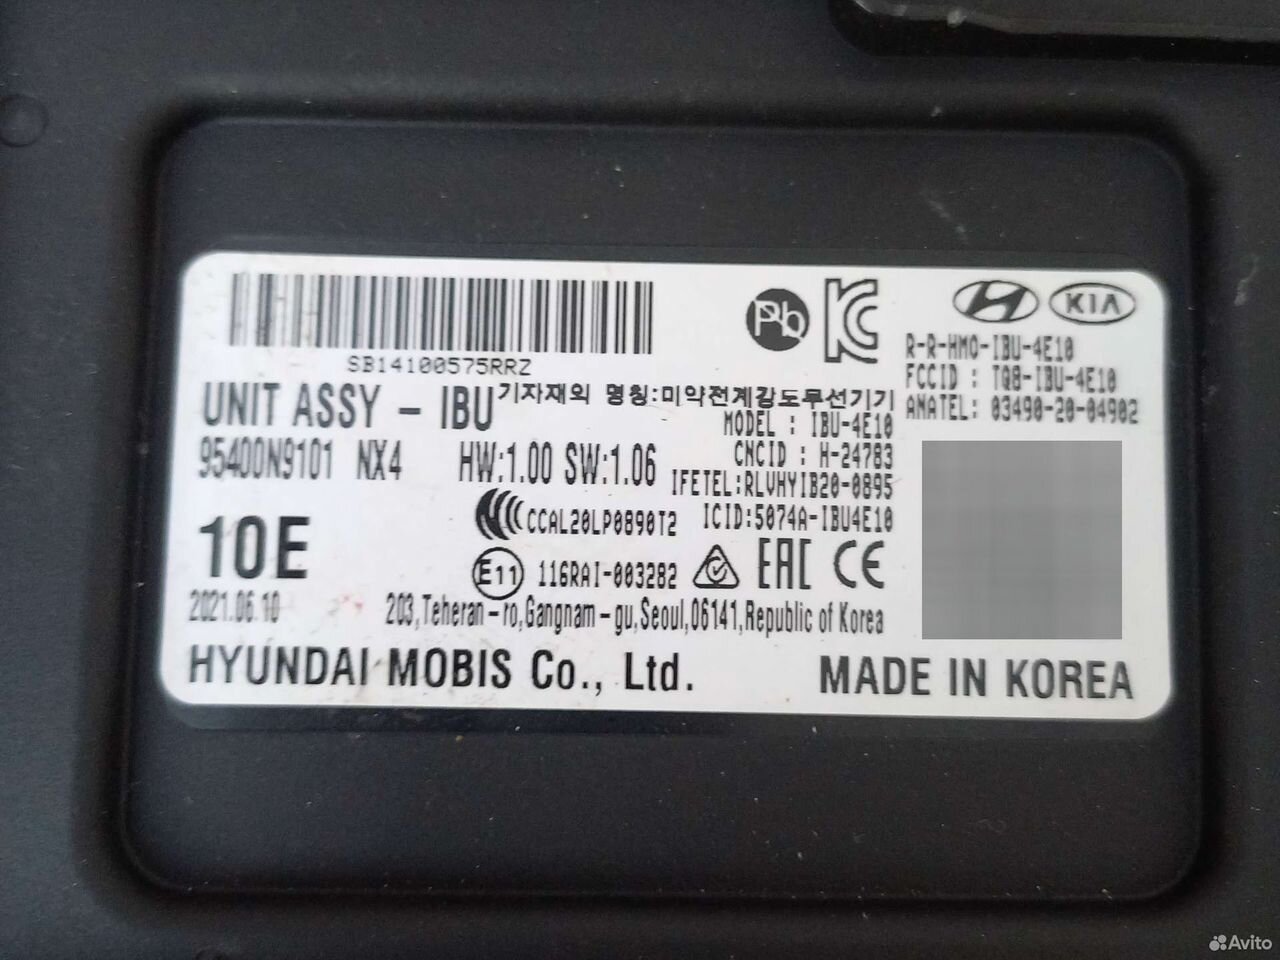 SB14100575RRZ
Pb
HYUNDAI KIA
R-R-HMO-IBU-4E10
FCCID : TQ8-IBU-4E10
ANATEL: 03490-20-04902
UNIT ASSY - IBU
기자재의 명칭:미약전계강도무선기기
MODEL : IBU-4E10
95400N9101 NX4 HW:1.00 SW:1.06
CNCID : H-24783
IFETEL:RLVHYIB20-0895
CCAL20LP0890T2 ICID:5074A-IBU4E10
10E
E11 116RAI-003282 EAC CE
2021.06.10
203,Teheran-ro,Gangnam-gu,Seoul,06141,Republic of Korea
HYUNDAI MOBIS Co., Ltd. MADE IN KOREA
Avito